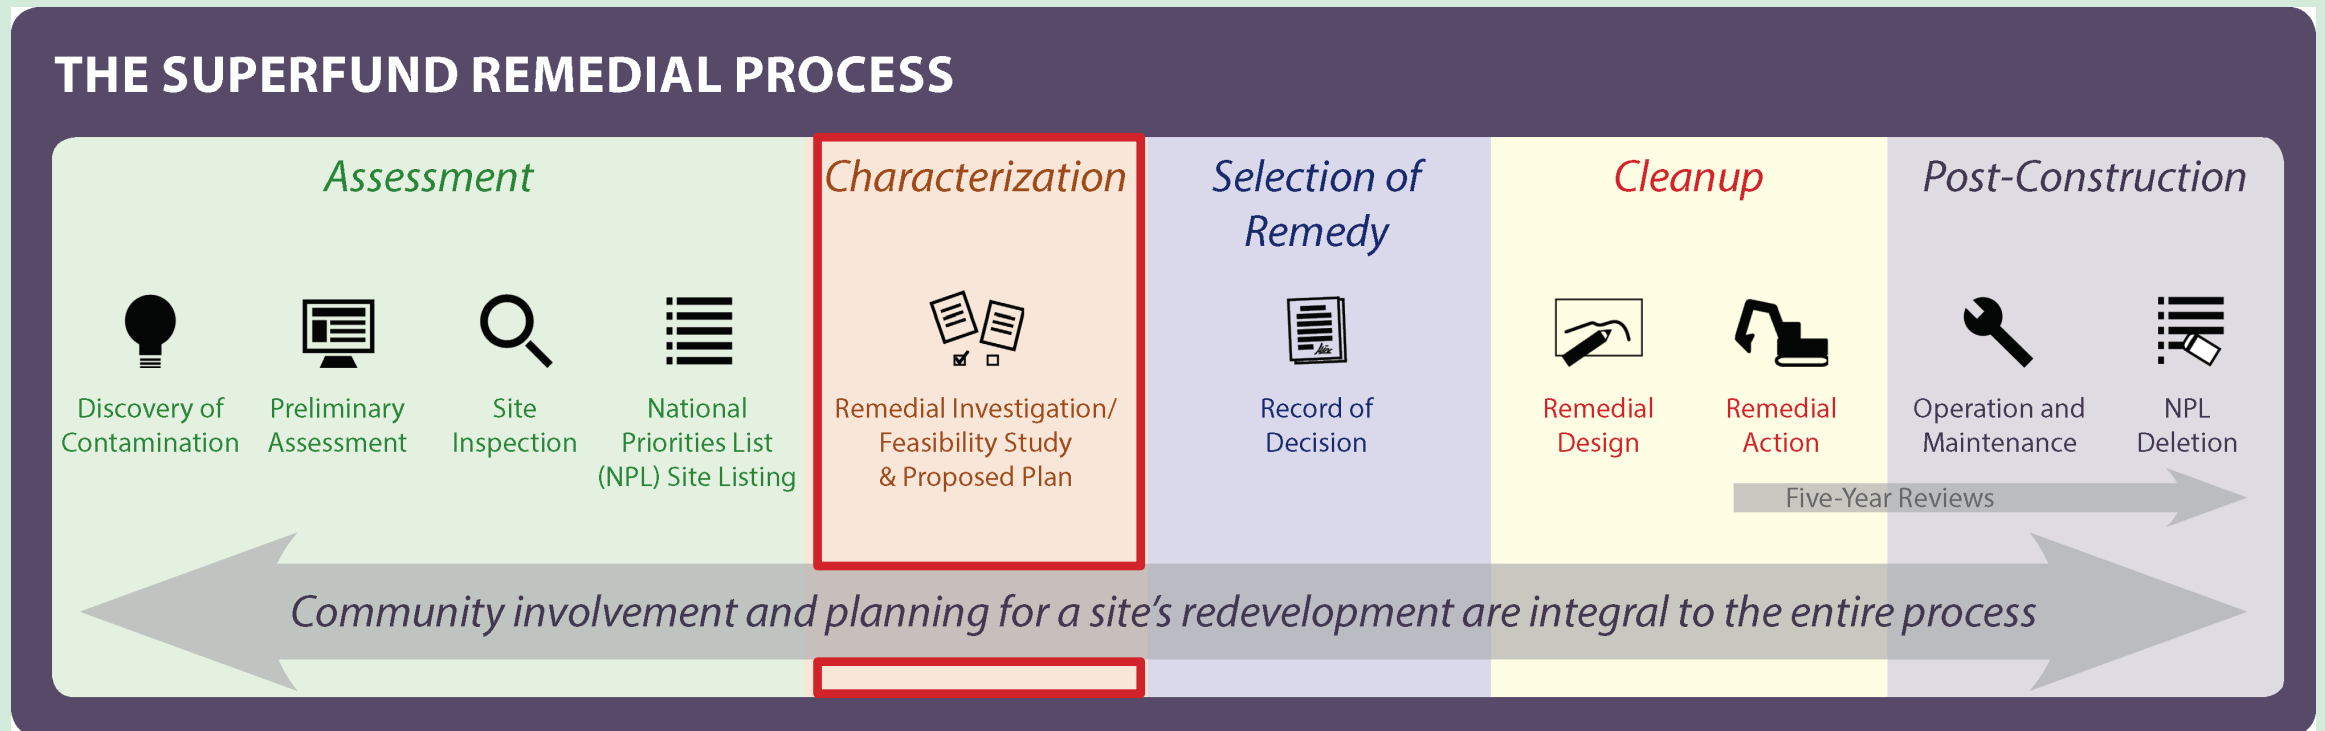 THE SUPERFUND REMEDIAL PROCESS
Assessment
Discovery of
Contamination
Preliminary
Assessment
Site
Inspection
National
Priorities List
(NPL) Site Listing
Characterization
Remedial Investigation/
Feasibility Study
& Proposed Plan
Selection of
Remedy
Record of
Decision
Cleanup
Remedial
Design
Remedial
Action
Post-Construction
Operation and
Maintenance
NPL
Deletion
Five-Year Reviews
Community involvement and planning for a site's redevelopment are integral to the entire process